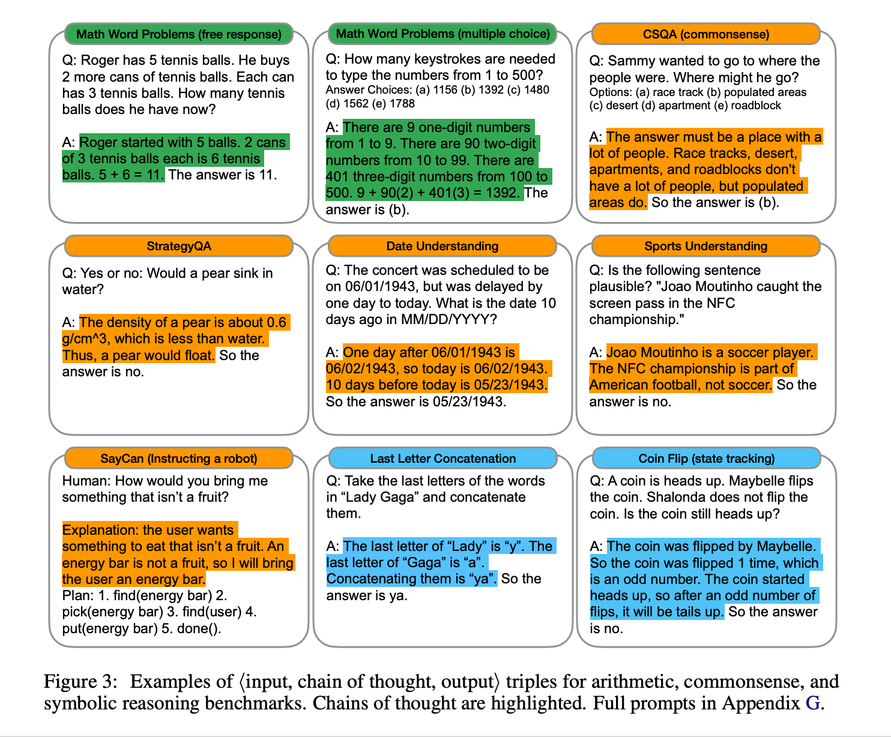 Math Word Problems (free response)
Q: Roger has 5 tennis balls. He buys
2 more cans of tennis balls. Each can
has 3 tennis balls. How many tennis
balls does he have now?
A: Roger started with 5 balls. 2 cans
of 3 tennis balls each is 6 tennis
balls. 5 + 6 = 11. The answer is 11.
Math Word Problems (multiple choice)
Q: How many keystrokes are needed
to type the numbers from 1 to 500?
Answer Choices: (a) 1156 (b) 1392 (c) 1480
(d) 1562 (e) 1788
A: There are 9 one-digit numbers
from 1 to 9. There are 90 two-digit
numbers from 10 to 99. There are
401 three-digit numbers from 100 to
500. 9 + 90(2) + 401(3) = 1392. The
answer is (b).
CSQA (commonsense)
Q: Sammy wanted to go to where the
people were. Where might he go?
Options: (a) race track (b) populated areas
(c) desert (d) apartment (e) roadblock
A: The answer must be a place with a
lot of people. Race tracks, desert,
apartments, and roadblocks don't
have a lot of people, but populated
areas do. So the answer is (b).
StrategyQA
Q: Yes or no: Would a pear sink in
water?
A: The density of a pear is about 0.6
g/cm^3, which is less than water.
Thus, a pear would float. So the
answer is no.
Date Understanding
Q: The concert was scheduled to be
on 06/01/1943, but was delayed by
one day to today. What is the date 10
days ago in MM/DD/YYYY?
A: One day after 06/01/1943 is
06/02/1943, so today is 06/02/1943.
10 days before today is 05/23/1943.
So the answer is 05/23/1943.
Sports Understanding
Q: Is the following sentence
plausible? "Joao Moutinho caught the
screen pass in the NFC
championship."
A: Joao Moutinho is a soccer player.
The NFC championship is part of
American football, not soccer. So the
answer is no.
SayCan (Instructing a robot)
Human: How would you bring me
something that isn't a fruit?
Explanation: the user wants
something to eat that isn't a fruit. An
energy bar is not a fruit, so I will bring
the user an energy bar.
Plan: 1. find(energy bar) 2.
pick(energy bar) 3. find(user) 4.
put(energy bar) 5. done().
Last Letter Concatenation
Q: Take the last letters of the words
in “Lady Gaga” and concatenate
them.
A: The last letter of “Lady” is “y”. The
last letter of “Gaga” is “a”.
Concatenating them is “ya”. So the
answer is ya.
Coin Flip (state tracking)
Q: A coin is heads up. Maybelle flips
the coin. Shalonda does not flip the
coin. Is the coin still heads up?
A: The coin was flipped by Maybelle.
So the coin was flipped 1 time, which
is an odd number. The coin started
heads up, so after an odd number of
flips, it will be tails up. So the answer
is no.
Figure 3: Examples of ⟨input, chain of thought, output⟩ triples for arithmetic, commonsense, and
symbolic reasoning benchmarks. Chains of thought are highlighted. Full prompts in Appendix G.